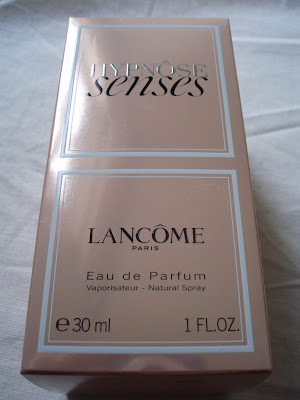 HYPNÔSE
senses
LANCÔME
PARIS
Eau de Parfum
Vaporisateur - Natural Spray
e 30 ml 1 FL.OZ.